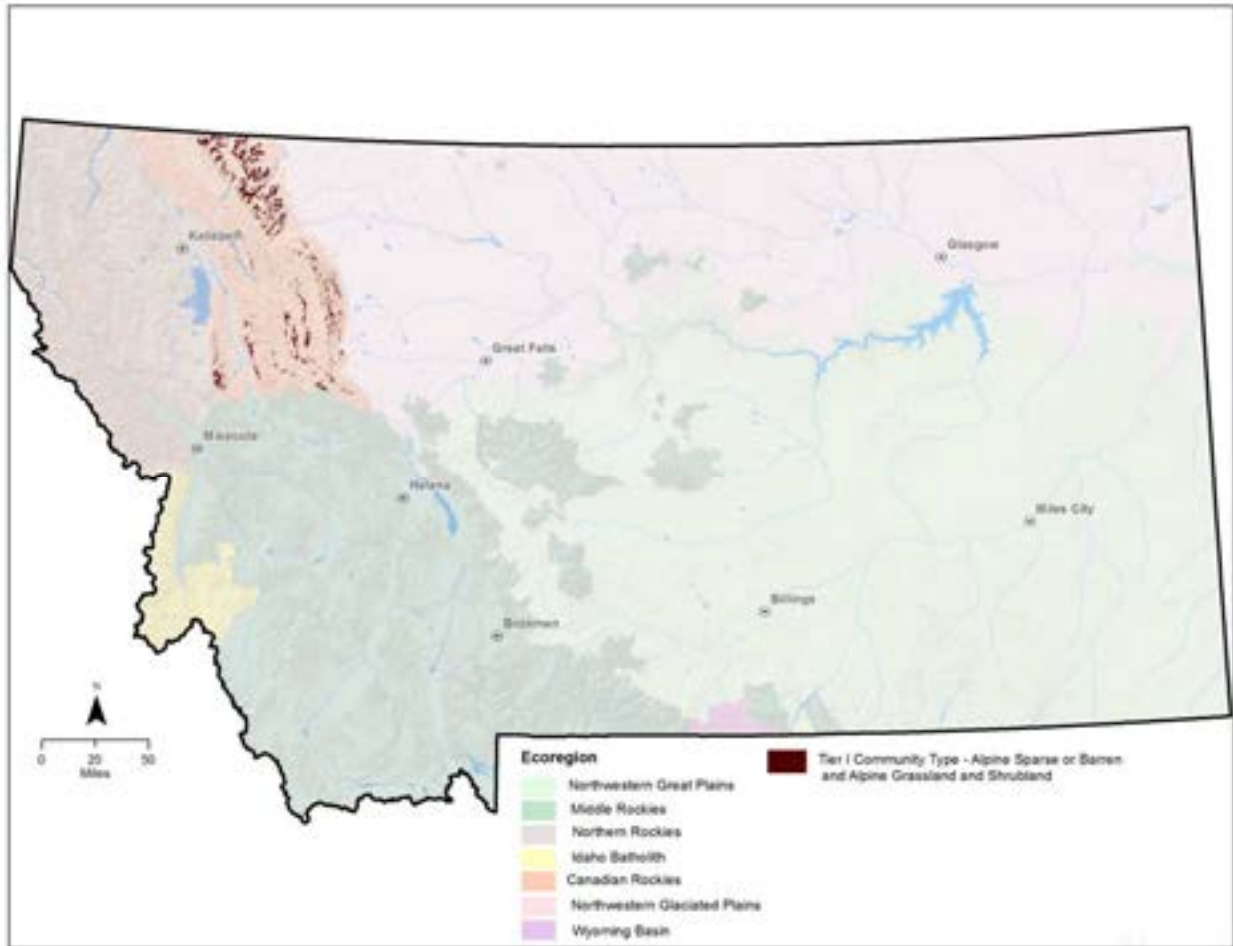 Kalispell
Glasgow
Great Falls
Missoula
Helena
Miles City
Billings
Bozeman
N
0 25 50
Miles
Ecoregion
Northwestern Great Plains
Middle Rockies
Northern Rockies
Idaho Batholith
Canadian Rockies
Northwestern Glaciated Plains
Wyoming Basin
Tier I Community Type - Alpine Sparse or Barren
and Alpine Grassland and Shrubland